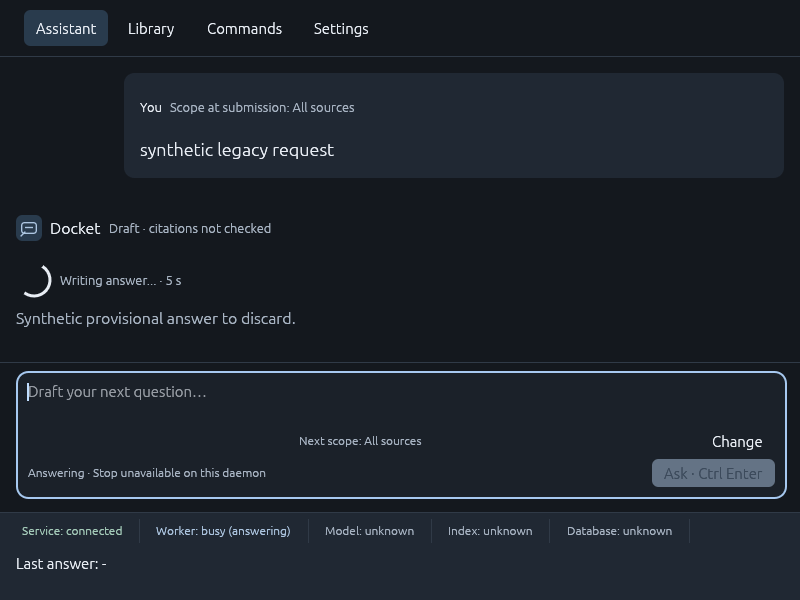 Assistant Library Commands Settings
You Scope at submission: All sources
synthetic legacy request
Docket Draft · citations not checked
Writing answer... · 5 s
Synthetic provisional answer to discard.
Draft your next question…
Next scope: All sources Change
Answering · Stop unavailable on this daemon Ask · Ctrl Enter
Service: connected Worker: busy (answering) Model: unknown Index: unknown Database: unknown
Last answer: -